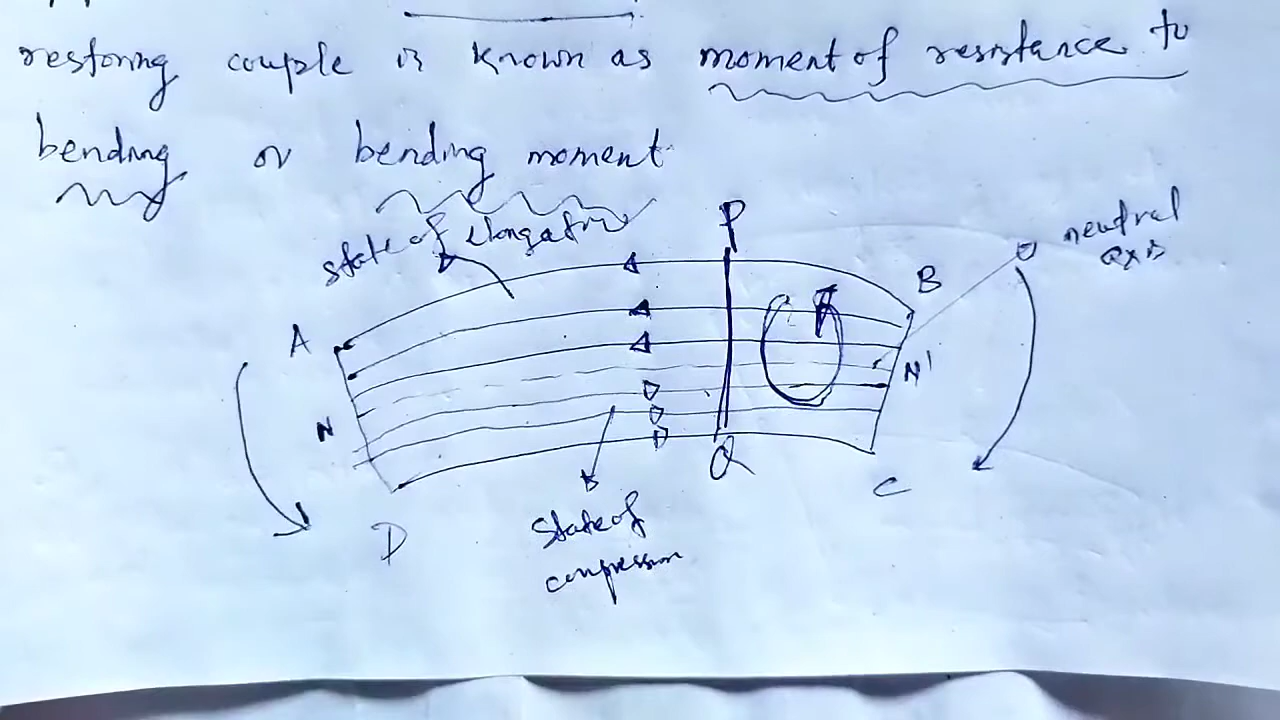 restoring couple is known as moment of resistance to
bending or bending moment
state of elongation
P
neutral
axis
B
A
N'
N
Q
C
D
State of
compression